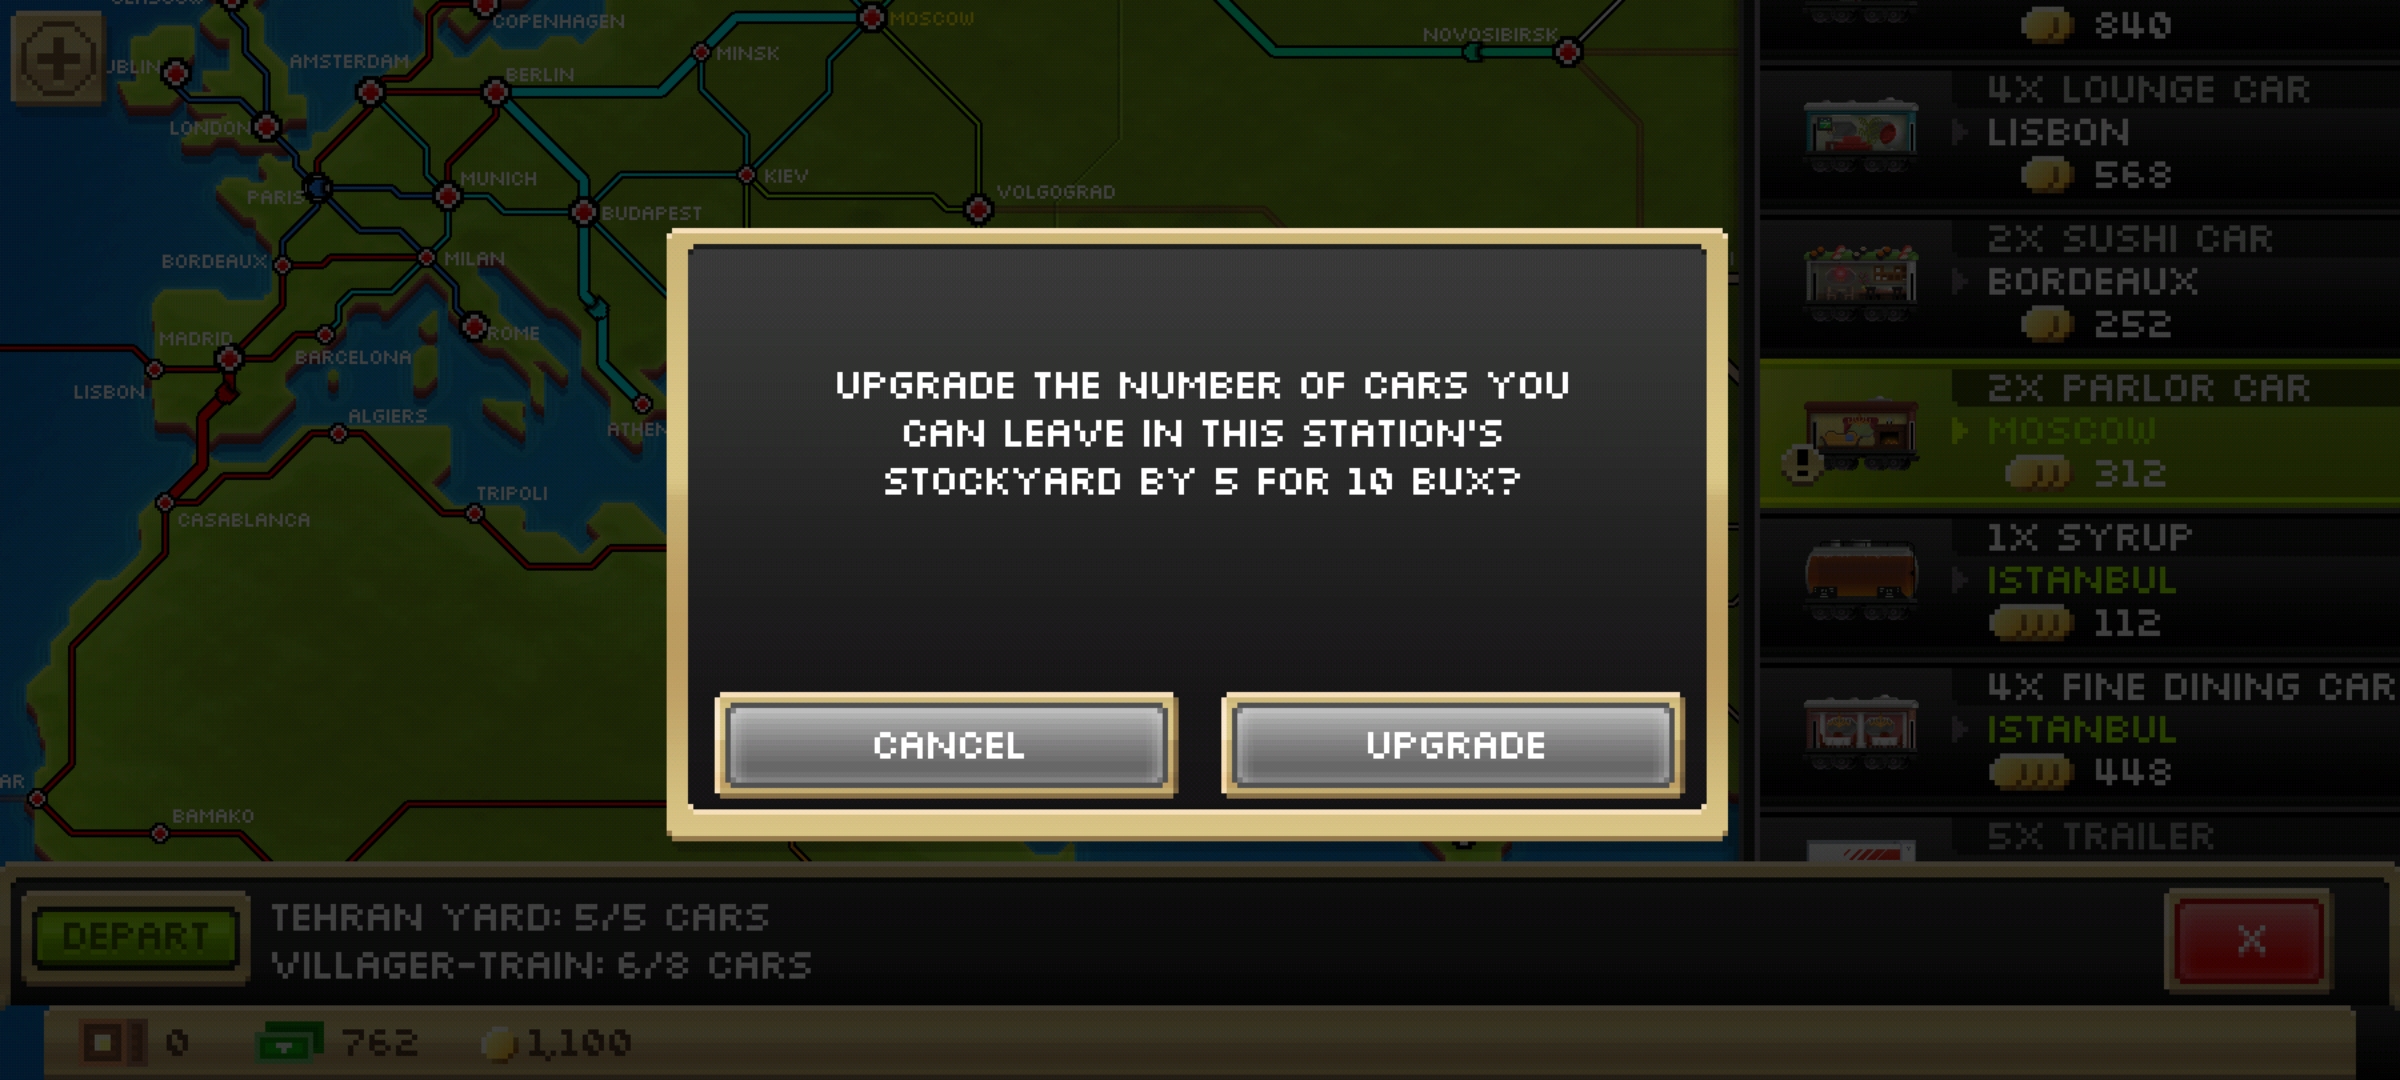 COPENHAGEN
MOSCOW
NOVOSIBIRSK
MINSK
AMSTERDAM
BERLIN
LONDON
MUNICH
KIEV
PARIS
VOLGOGRAD
BUDAPEST
BORDEAUX
MILAN
MADRID
ROME
BARCELONA
LISBON
ALGIERS
TRIPOLI
CASABLANCA
BAMAKO
UPGRADE THE NUMBER OF CARS YOU
CAN LEAVE IN THIS STATION'S
STOCKYARD BY 5 FOR 10 BUX?
CANCEL
UPGRADE
840
4X LOUNGE CAR
LISBON
568
2X SUSHI CAR
BORDEAUX
252
2X PARLOR CAR
MOSCOW
312
1X SYRUP
ISTANBUL
112
4X FINE DINING CAR
ISTANBUL
448
5X TRAILER
DEPART
TEHRAN YARD: 5/5 CARS
VILLAGER-TRAIN: 6/8 CARS
X
0
762
1,100